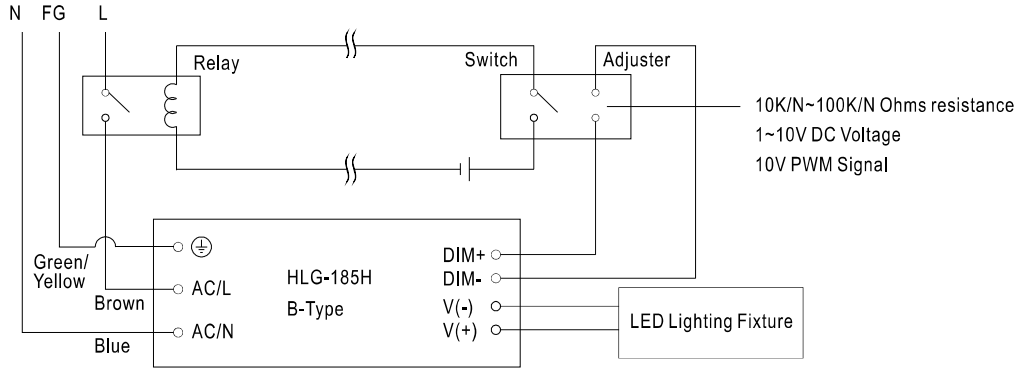 N FG L
Relay
Switch
Adjuster
10K/N~100K/N Ohms resistance
1~10V DC Voltage
10V PWM Signal
Green/
Yellow
Brown
Blue
AC/L
AC/N
HLG-185H
B-Type
DIM+
DIM-
V(-)
V(+)
LED Lighting Fixture